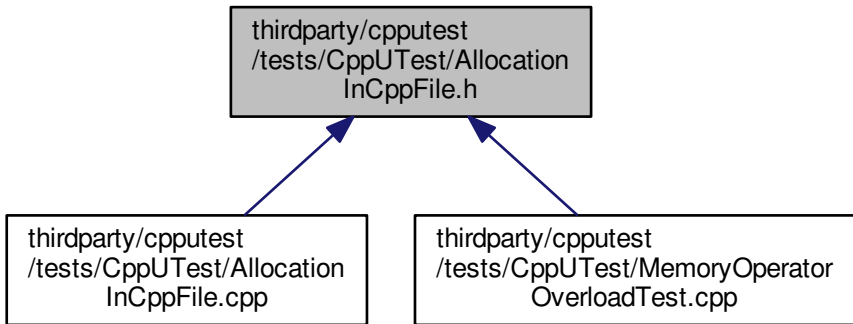 thirdparty/cpputest
/tests/CppUTest/Allocation
InCppFile.h
thirdparty/cpputest
/tests/CppUTest/Allocation
InCppFile.cpp
thirdparty/cpputest
/tests/CppUTest/MemoryOperator
OverloadTest.cpp